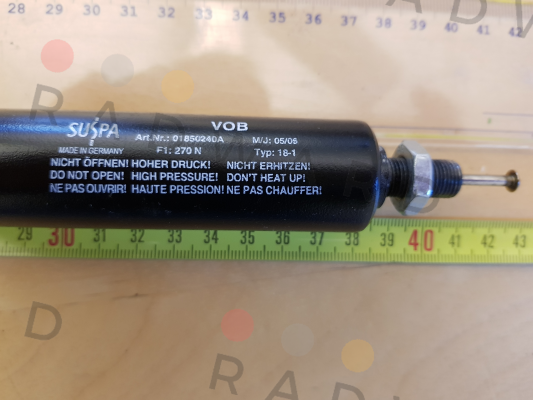 28 29 30 31 32 33 34 35 36 37 38 39 40 41 42
R A D V
SUSPA
MADE IN GERMANY
VOB
Art.Nr.: 01850240A M/J: 05/06
F1: 270 N Typ: 16-1
NICHT ÖFFNEN! HOHER DRUCK! NICHT ERHITZEN!
DO NOT OPEN! HIGH PRESSURE! DON'T HEAT UP!
NE PAS OUVRIR! HAUTE PRESSION! NE PAS CHAUFFER!
29 30 31 32 33 34 35 36 37 38 39 40 41 42 43
D
R A D